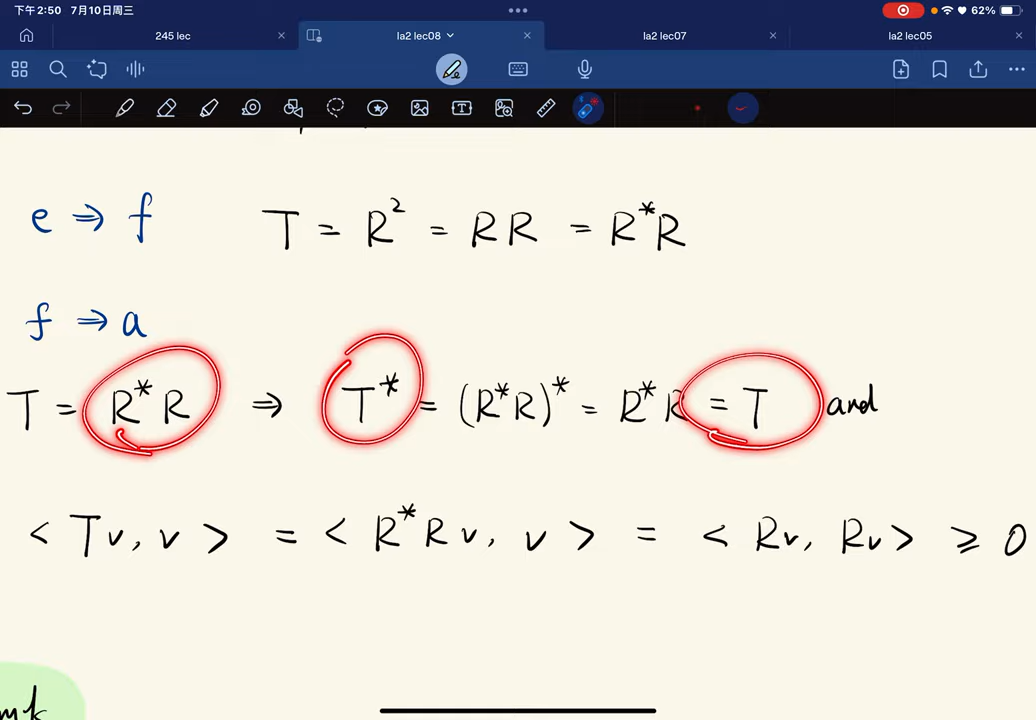 下午2:50 7月10日周三
62%
245 lec
la2 lec08
la2 lec07
la2 lec05
e ⇒ f T = R² = RR = R*R
f ⇒ a
T = R*R ⇒ T* = (R*R)* = R*R = T and
< Tv, v > = < R*Rv, v > = < Rv, Rv > ≥ 0